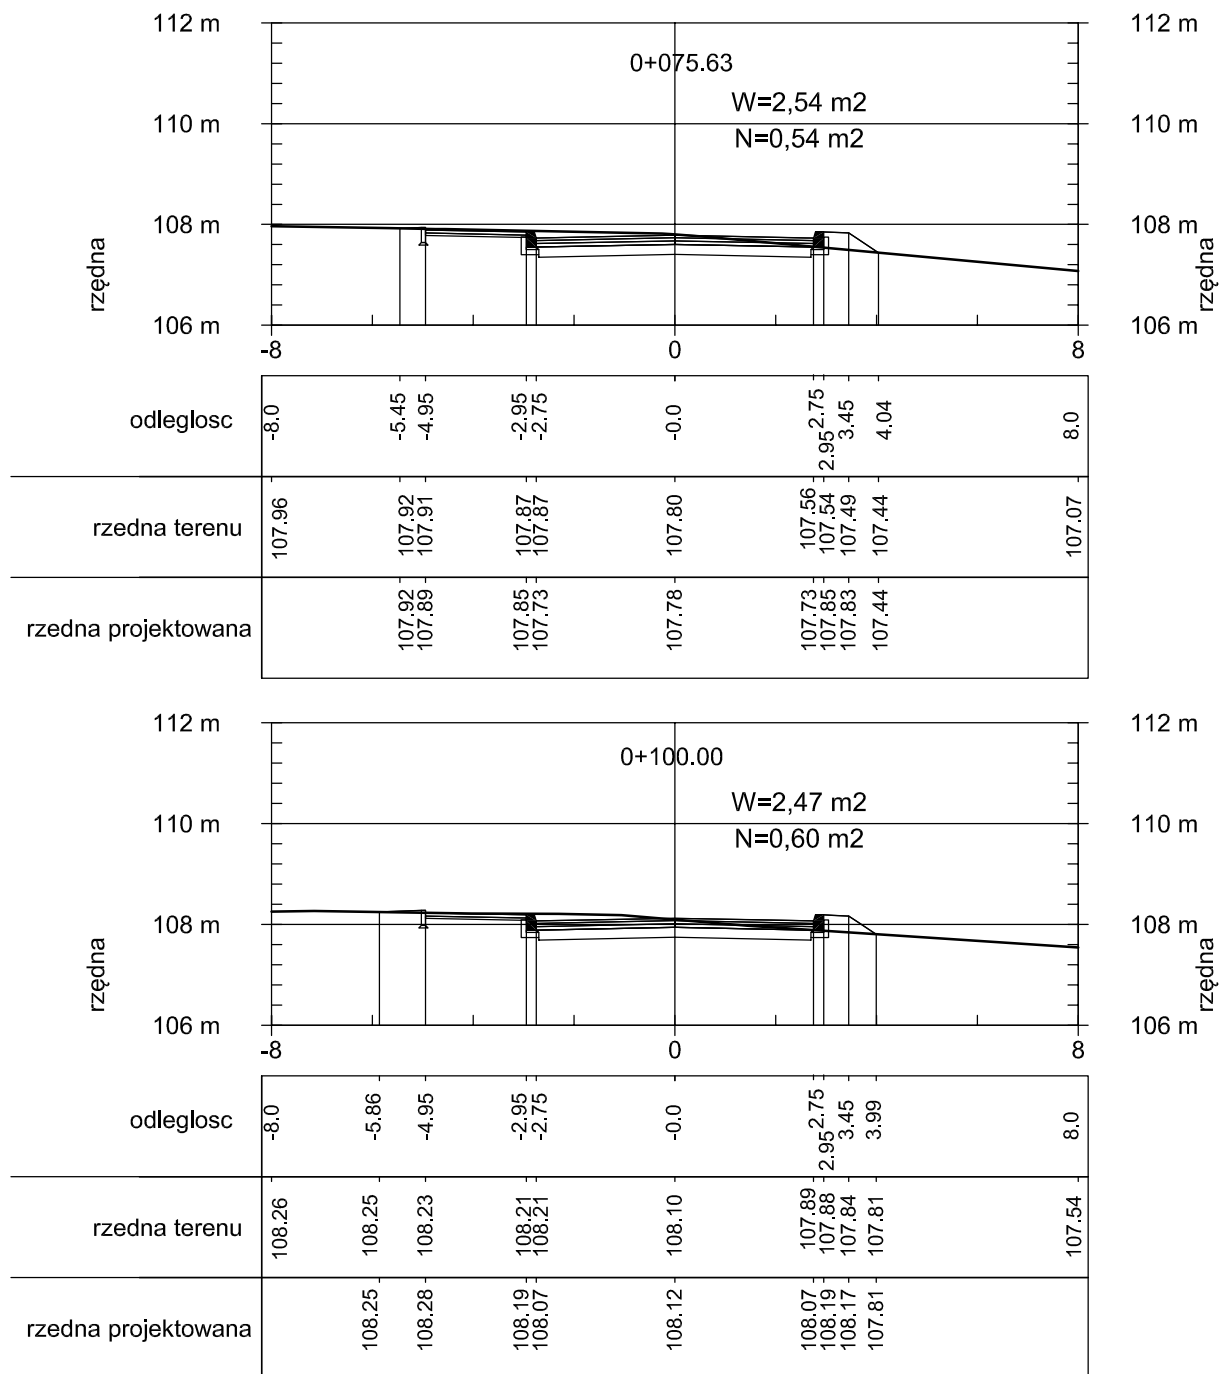 112 m 112 m
0+075.63
W=2,54 m2
110 m 110 m
N=0,54 m2
108 m 108 m
rzędna rzędna
106 m 106 m
-8 0 8
odleglosc -8.0 -5.45 -4.95 -2.95 -2.75 -0.0 2.75 2.95 3.45 4.04 8.0
rzedna terenu 107.96 107.92 107.91 107.87 107.87 107.80 107.56 107.54 107.49 107.44 107.07
rzedna projektowana 107.92 107.89 107.85 107.73 107.78 107.73 107.85 107.83 107.44
112 m 112 m
0+100.00
W=2,47 m2
110 m 110 m
N=0,60 m2
108 m 108 m
rzędna rzędna
106 m 106 m
-8 0 8
odleglosc -8.0 -5.86 -4.95 -2.95 -2.75 -0.0 2.75 2.95 3.45 3.99 8.0
rzedna terenu 108.26 108.25 108.23 108.21 108.21 108.10 107.89 107.88 107.84 107.81 107.54
rzedna projektowana 108.25 108.28 108.19 108.07 108.12 108.07 108.19 108.17 107.81